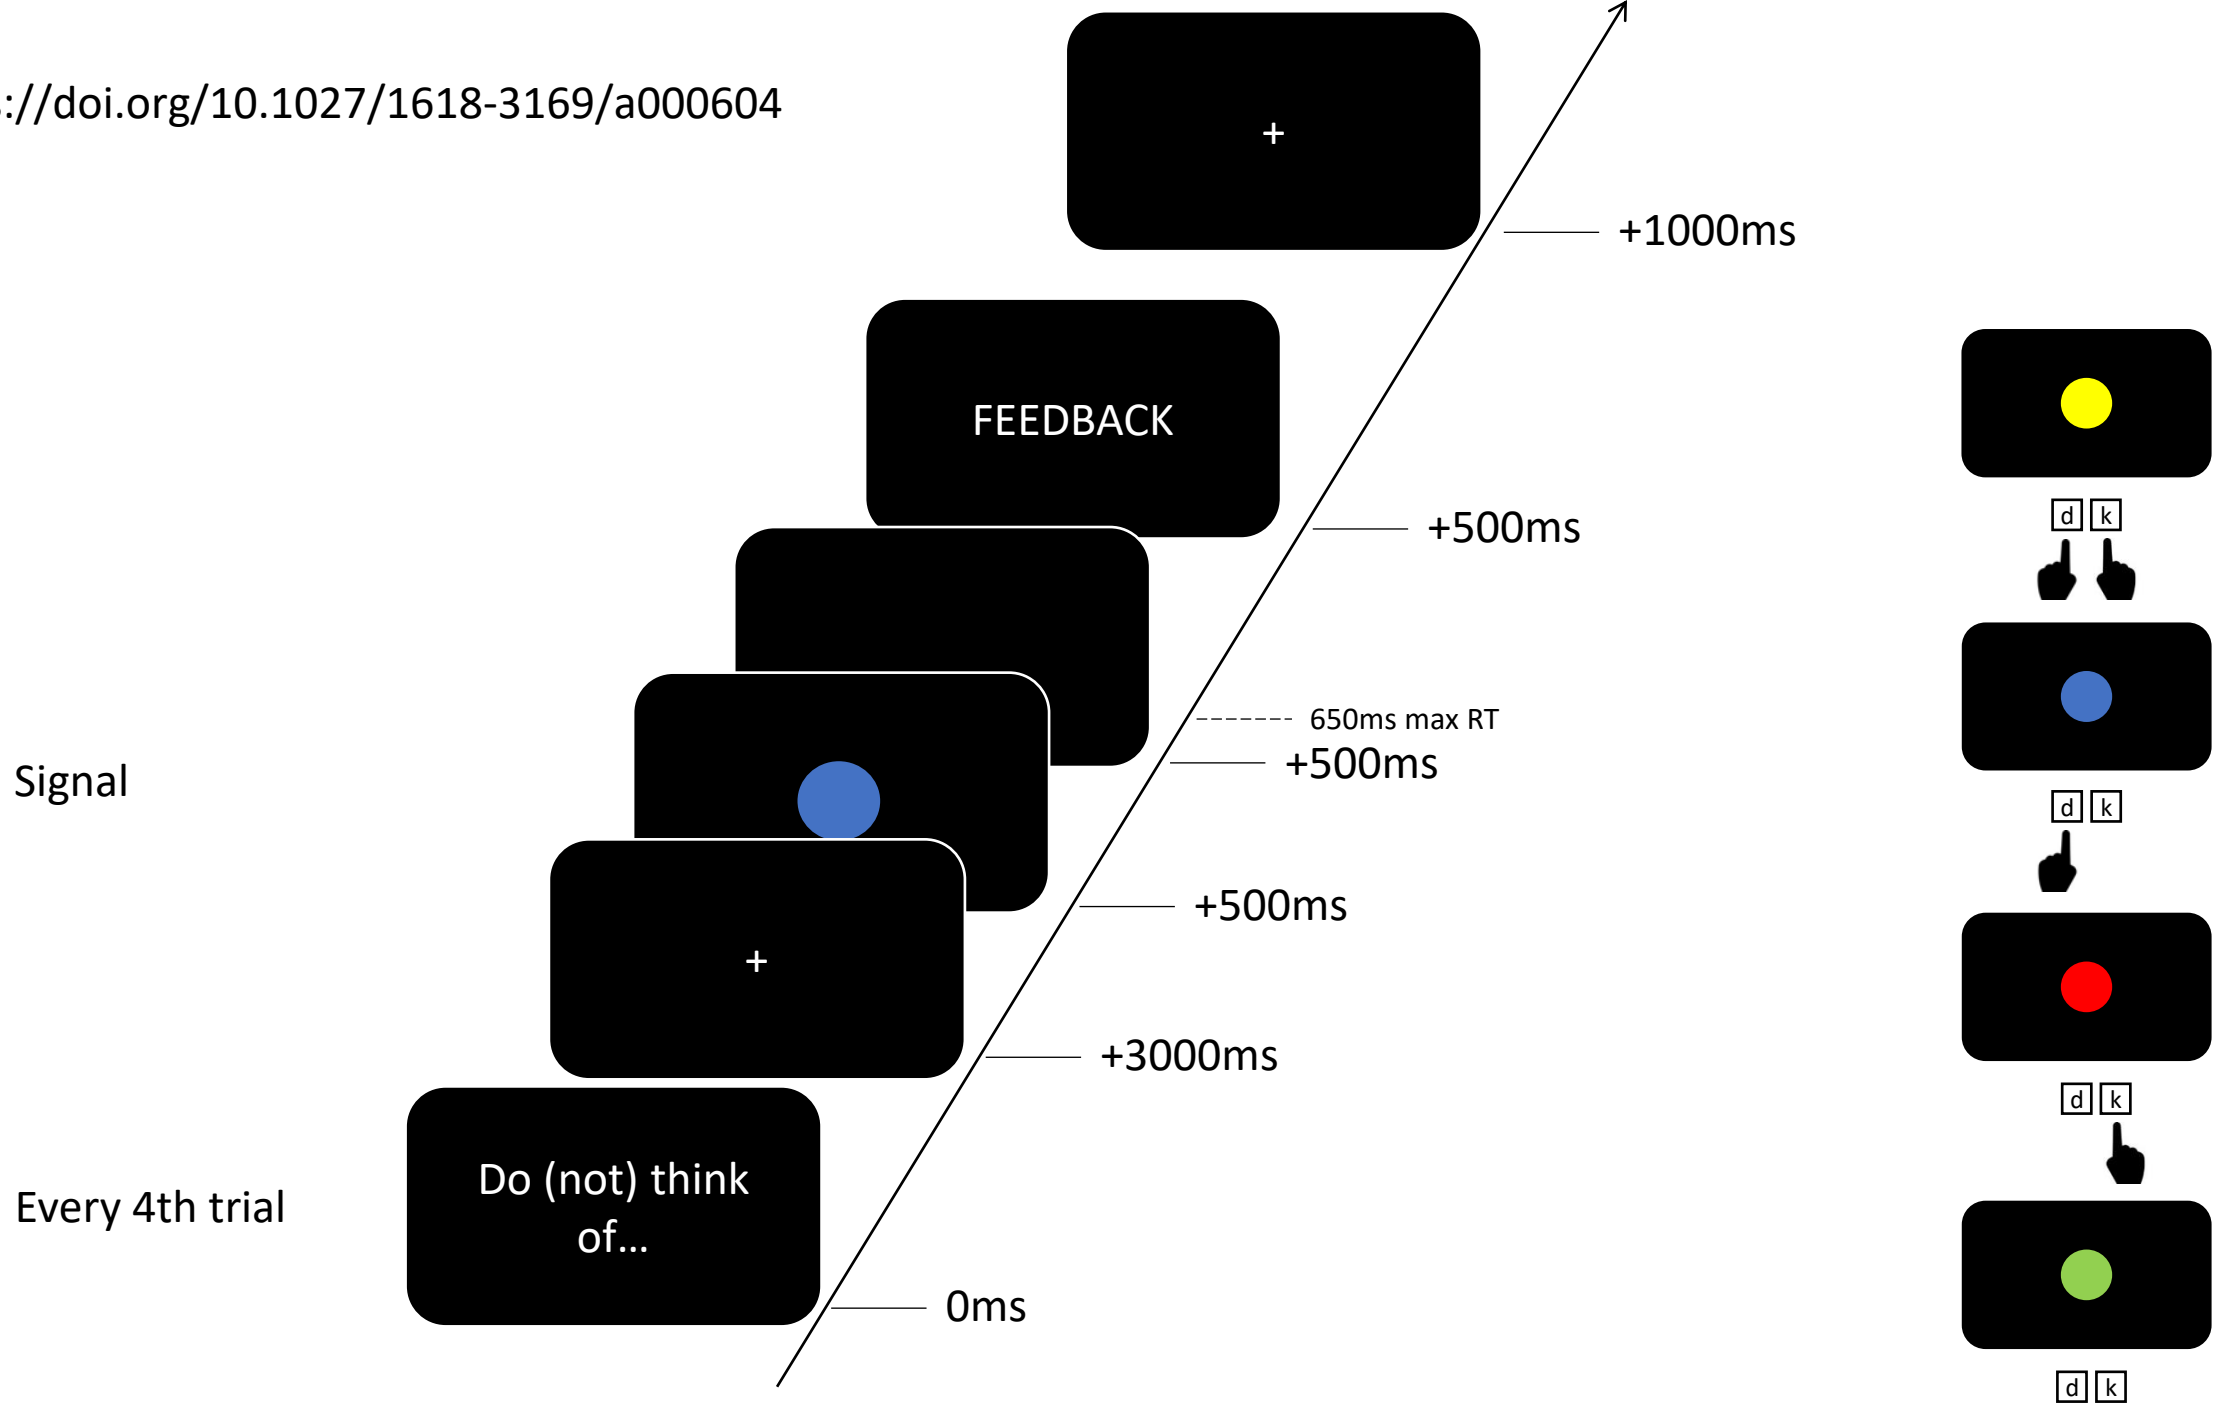 ://doi.org/10.1027/1618-3169/a000604
+
+1000ms
FEEDBACK
+500ms
d k
650ms max RT
+500ms
Signal
d k
+500ms
+
+3000ms
d k
Do (not) think
of...
Every 4th trial
0ms
d k